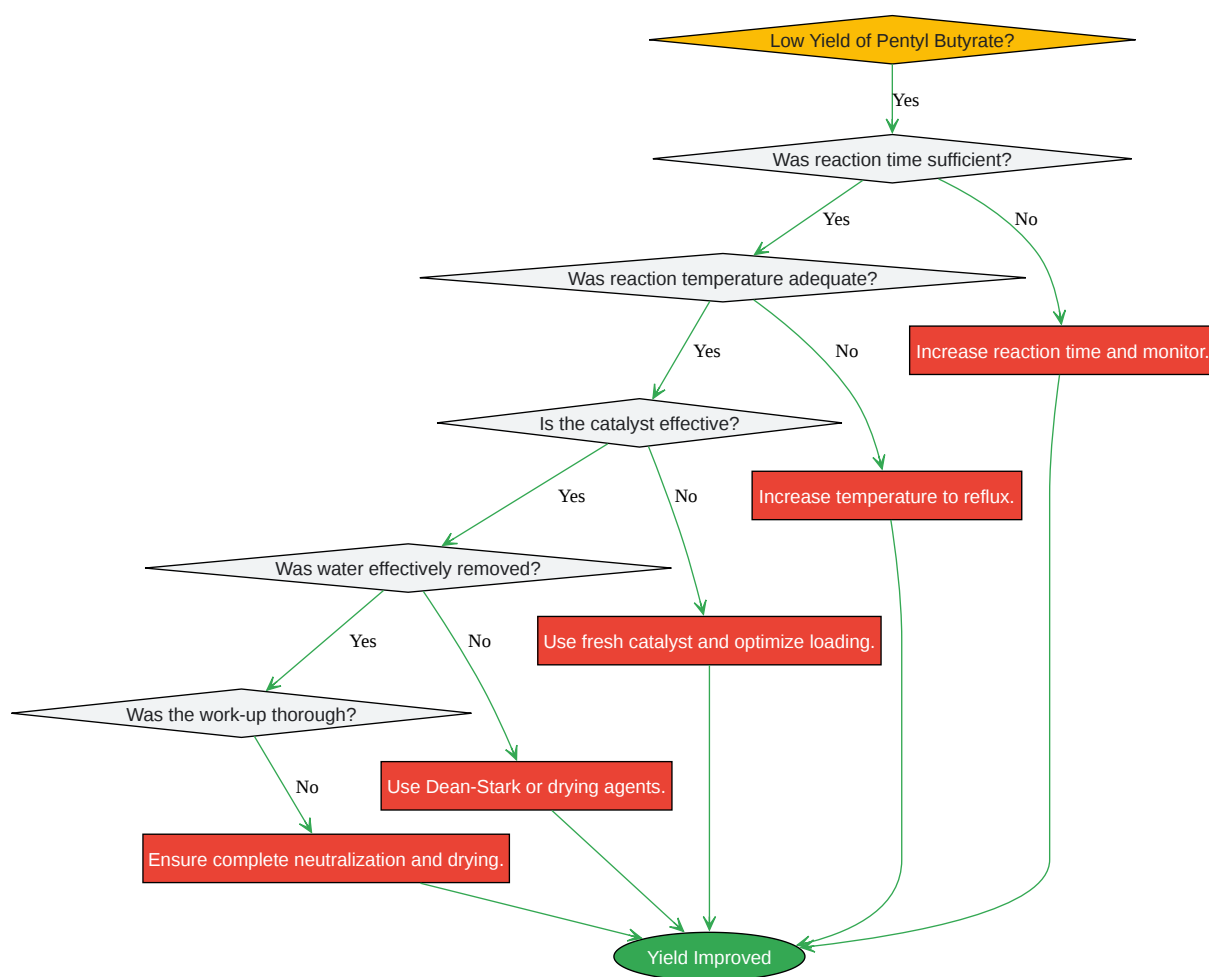 Low Yield of Pentyl Butyrate?
Yes
Was reaction time sufficient?
Yes
No
Was reaction temperature adequate?
Increase reaction time and monitor.
Yes
No
Is the catalyst effective?
Increase temperature to reflux.
Yes
No
Was water effectively removed?
Use fresh catalyst and optimize loading.
Yes
No
Was the work-up thorough?
Use Dean-Stark or drying agents.
No
Ensure complete neutralization and drying.
Yield Improved